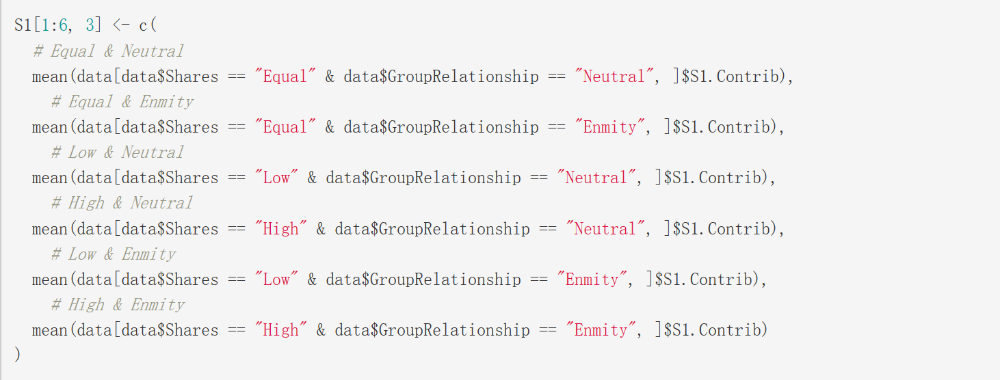 S1[1:6, 3] <- c(
  # Equal & Neutral
  mean(data[data$Shares == "Equal" & data$GroupRelationship == "Neutral", ]$S1.Contrib),
    # Equal & Enmity
  mean(data[data$Shares == "Equal" & data$GroupRelationship == "Enmity", ]$S1.Contrib),
    # Low & Neutral
  mean(data[data$Shares == "Low" & data$GroupRelationship == "Neutral", ]$S1.Contrib),
    # High & Neutral
  mean(data[data$Shares == "High" & data$GroupRelationship == "Neutral", ]$S1.Contrib),
    # Low & Enmity
  mean(data[data$Shares == "Low" & data$GroupRelationship == "Enmity", ]$S1.Contrib),
    # High & Enmity
  mean(data[data$Shares == "High" & data$GroupRelationship == "Enmity", ]$S1.Contrib)
)